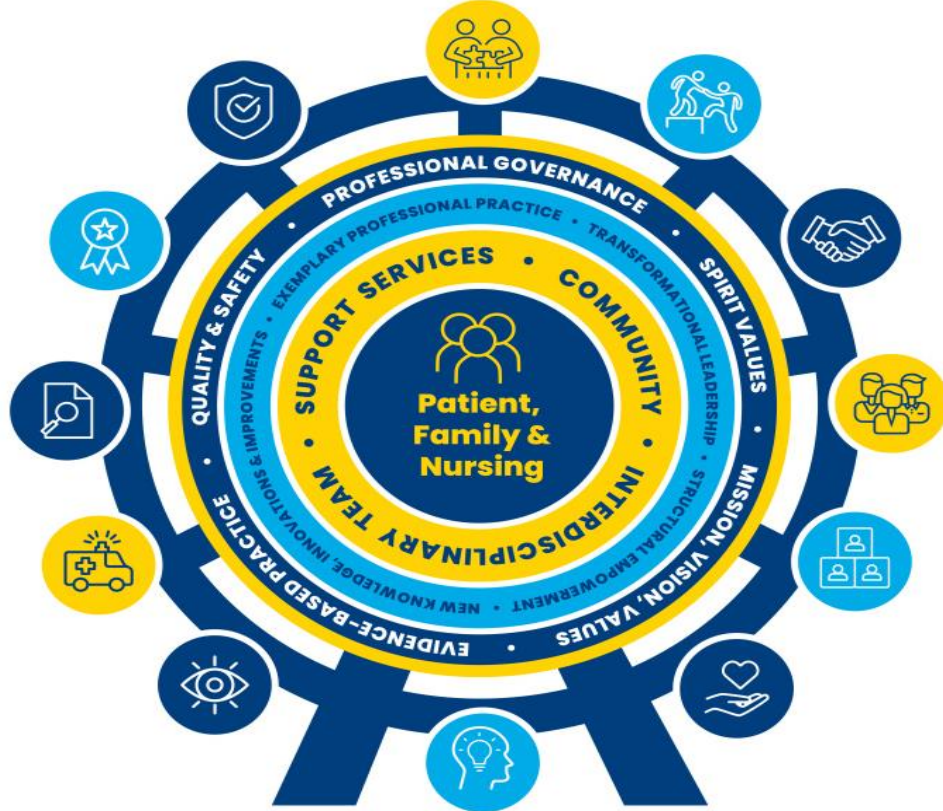 PROFESSIONAL GOVERNANCE • SPIRIT VALUES • MISSION, VISION, VALUES • EVIDENCE-BASED PRACTICE • QUALITY & SAFETY •
EXEMPLARY PROFESSIONAL PRACTICE • TRANSFORMATIONAL LEADERSHIP • STRUCTURAL EMPOWERMENT • NEW KNOWLEDGE, INNOVATIONS & IMPROVEMENTS •
SUPPORT SERVICES • COMMUNITY • INTERDISCIPLINARY TEAM •
Patient,
Family &
Nursing